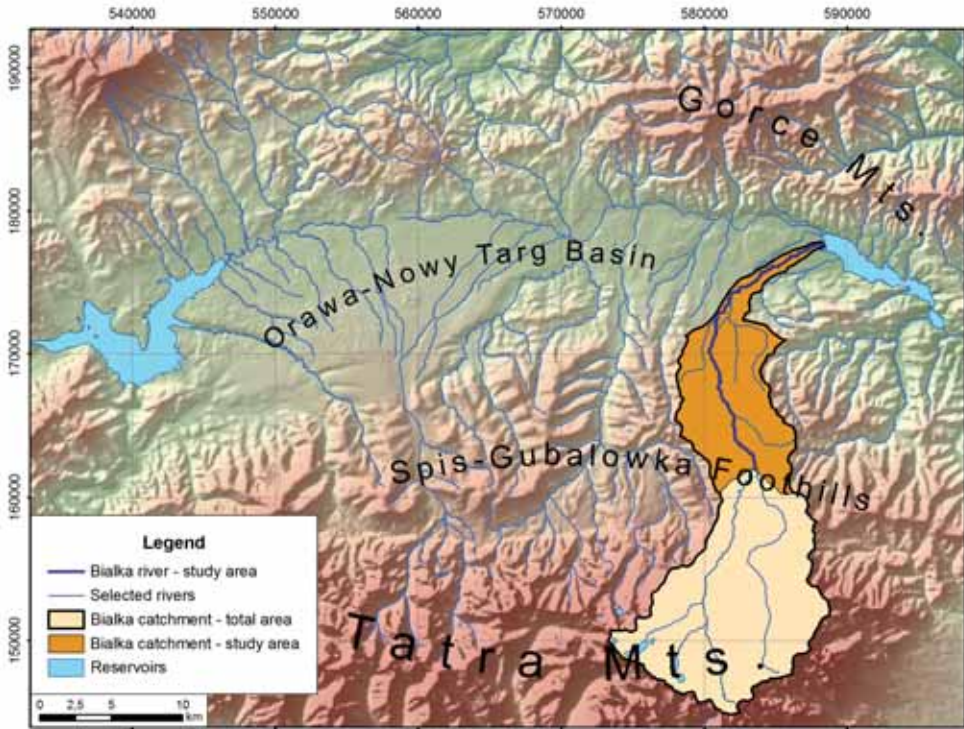 540000 550000 560000 570000 580000 590000
190000
180000
170000
160000
150000
Gorce Mts.
Orawa-Nowy Targ Basin
Spis-Gubalowka Foothills
Tatra Mts
Legend
Bialka river - study area
Selected rivers
Bialka catchment - total area
Bialka catchment - study area
Reservoirs
0 2,5 5 10
km